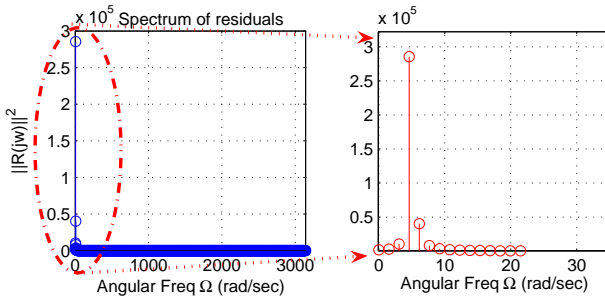 x 10^5 Spectrum of residuals
3
2.5
2
1.5
1
0.5
0
||R(jw)||^2
0 1000 2000 3000
Angular Freq Ω (rad/sec)
x 10^5
3
2.5
2
1.5
1
0.5
0 10 20 30
Angular Freq Ω (rad/sec)